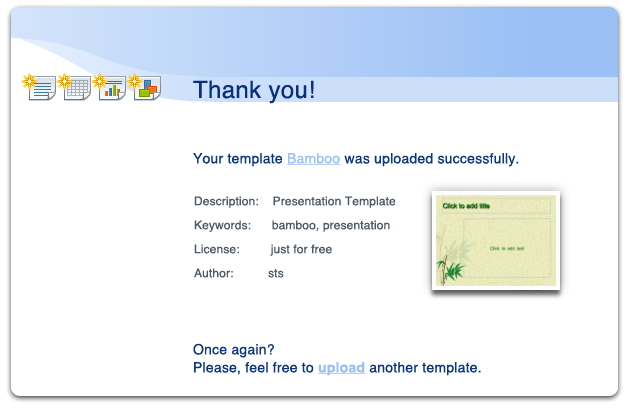 Thank you!
Your template Bamboo was uploaded successfully.
Description: Presentation Template
Keywords: bamboo, presentation
License: just for free
Author: sts
Click to add title
Click to add text
Once again?
Please, feel free to upload another template.